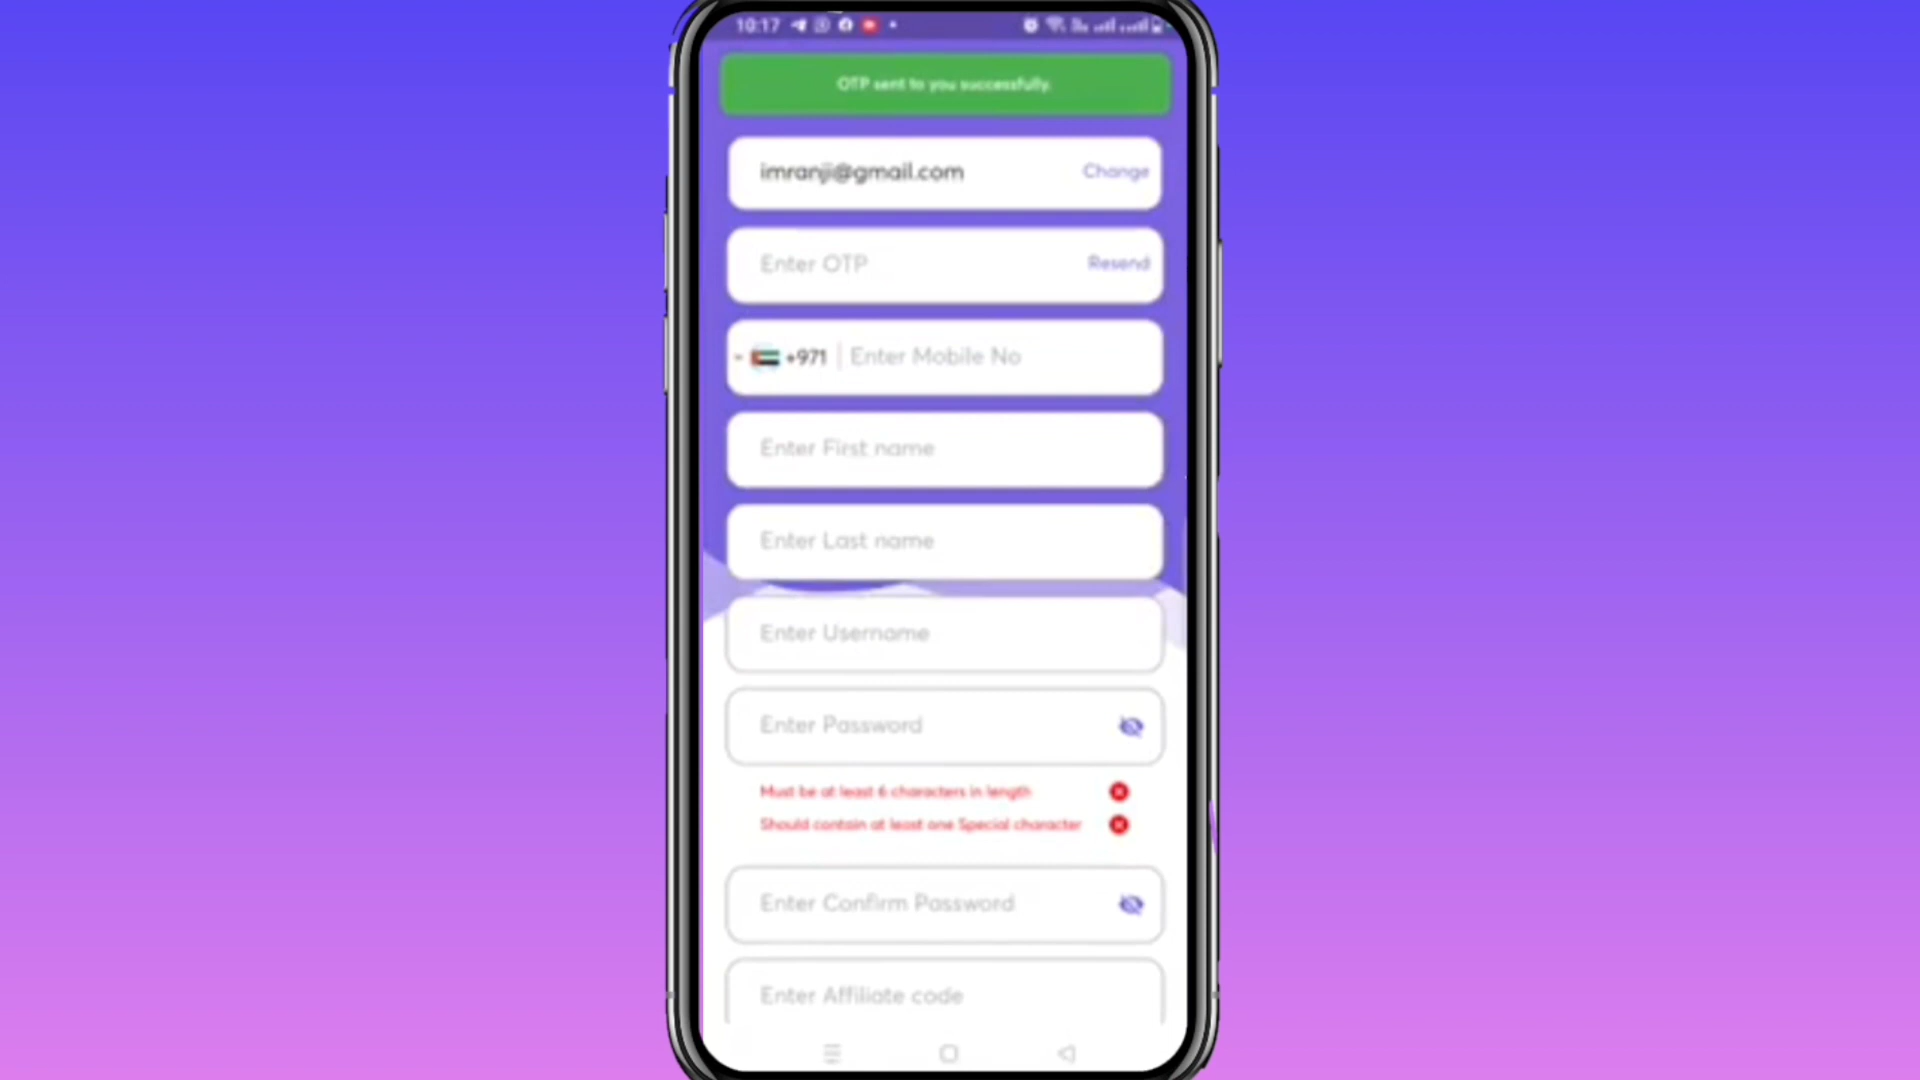 10:17
OTP sent to you successfully.
imranji@gmail.com Change
Enter OTP Resend
+971 Enter Mobile No
Enter First name
Enter Last name
Enter Username
Enter Password
Must be at least 6 characters in length
Should contain at least one Special character
Enter Confirm Password
Enter Affiliate code